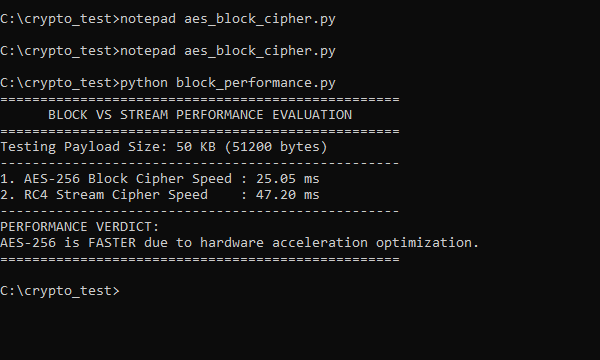 C:\crypto_test>notepad aes_block_cipher.py
C:\crypto_test>notepad aes_block_cipher.py
C:\crypto_test>python block_performance.py
==================================================
BLOCK VS STREAM PERFORMANCE EVALUATION
==================================================
Testing Payload Size: 50 KB (51200 bytes)
--------------------------------------------------
1. AES-256 Block Cipher Speed : 25.05 ms
2. RC4 Stream Cipher Speed    : 47.20 ms
--------------------------------------------------
PERFORMANCE VERDICT:
AES-256 is FASTER due to hardware acceleration optimization.
==================================================
C:\crypto_test>